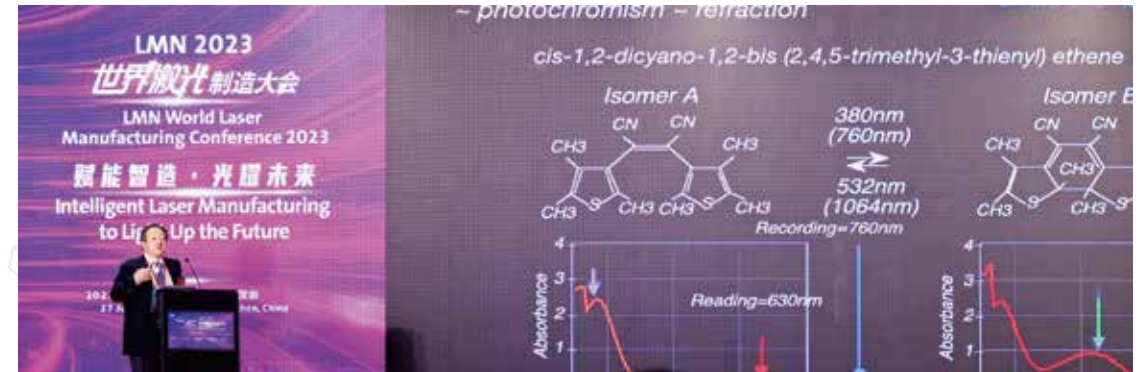 LMN 2023
世界激光制造大会
LMN World Laser
Manufacturing Conference 2023
赋能智造·光耀未来
Intelligent Laser Manufacturing
to Up the Future
~ photochromism ~ refraction
cis-1,2-dicyano-1,2-bis (2,4,5-trimethyl-3-thienyl) ethene
Isomer A
CN CN
CH3 CH3
CH3 S CH3 CH3 S CH3
380nm
(760nm)
532nm
(1064nm)
Isomer B
CN CN
CH3
CH3
CH3 S CH3 S
Recording=760nm
Reading=630nm
Absorbance
4
3
2
1
Absorbance
4
3
2
1